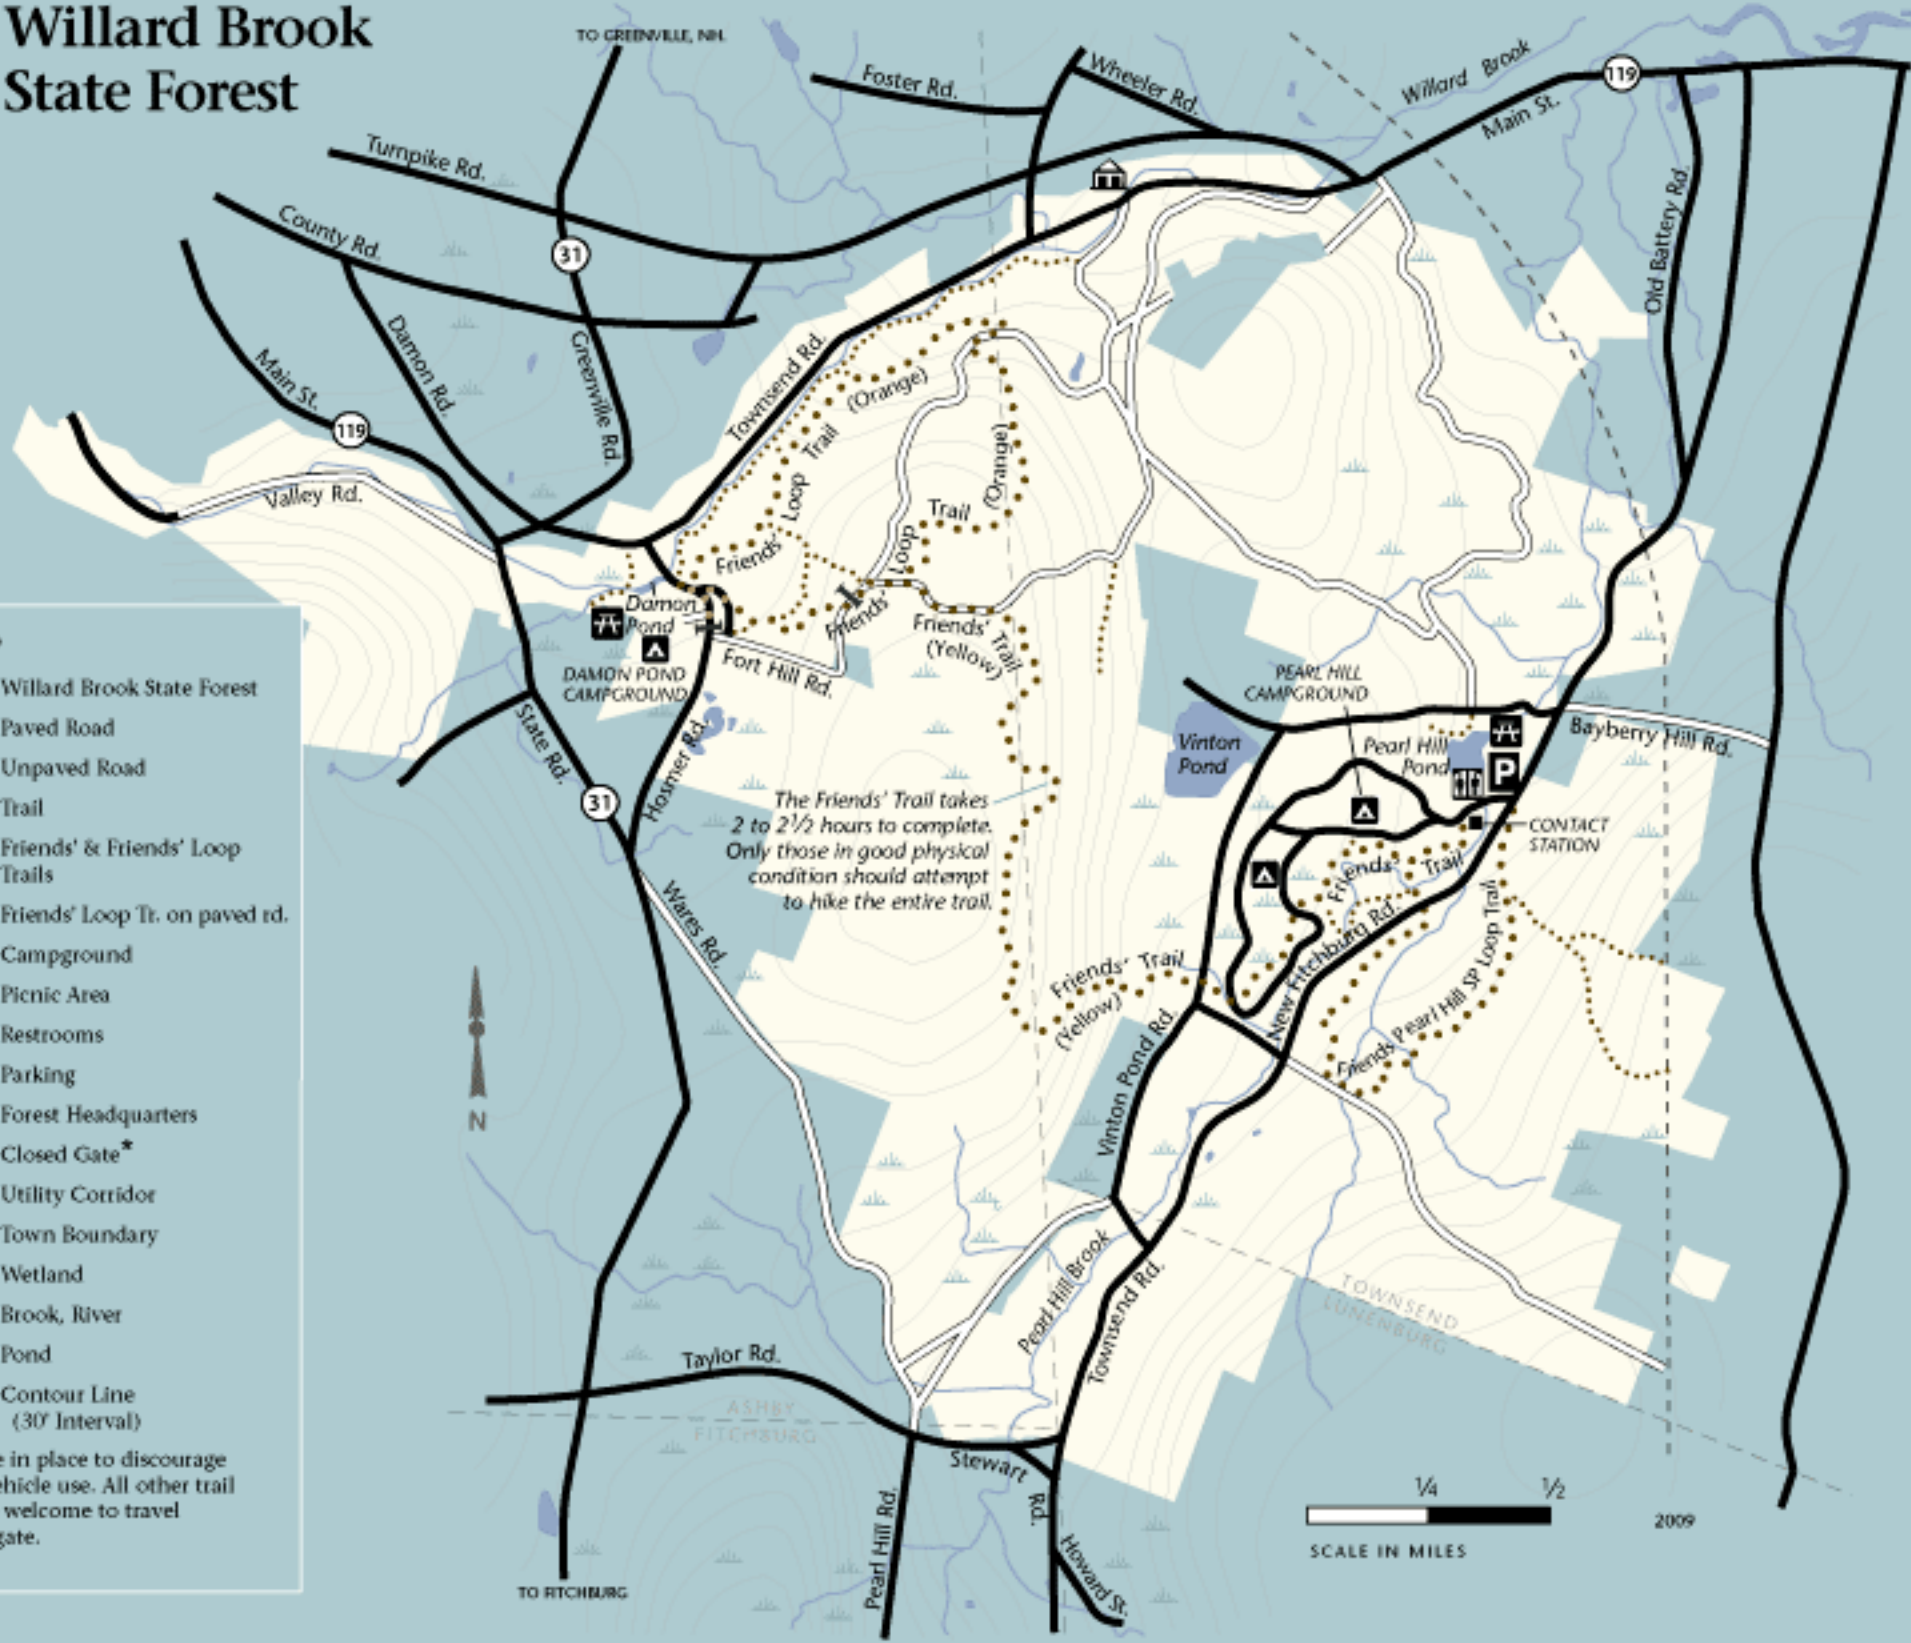 Willard Brook
State Forest
TO GREENVILLE, NH.
Foster Rd.
Wheeler Rd.
Willard Brook
119
Main St.
Turnpike Rd.
County Rd.
31
Old Battery Rd.
Main St.
Damon Rd.
Greenville Rd.
Townsend Rd.
(Orange)
119
Trail
(Orange)
Valley Rd.
Loop
Trail
Friends'
Loop
Damon
Pond
Friends'
Friends' Trail
(Yellow)
DAMON POND
CAMPGROUND
Fort Hill Rd.
PEARL HILL
CAMPGROUND
State Rd.
Hosmer Rd.
Vinton
Pond
Pearl Hill
Pond
P
Bayberry Hill Rd.
31
The Friends' Trail takes
2 to 2½ hours to complete.
Only those in good physical
condition should attempt
to hike the entire trail.
CONTACT
STATION
Friends' Trail
Wares Rd.
New Fitchburg Rd.
Friends' Trail
(Yellow)
Friends Pearl Hill SP Loop Trail
Vinton Pond Rd.
N
Pearl Hill Brook
Townsend Rd.
TOWNSEND
LUNENBURG
Taylor Rd.
ASHBY
FITCHBURG
Stewart
Rd.
Pearl Hill Rd.
Howard St.
TO FITCHBURG
¼ ½
SCALE IN MILES
2009
Willard Brook State Forest
Paved Road
Unpaved Road
Trail
Friends' & Friends' Loop
Trails
Friends' Loop Tr. on paved rd.
Campground
Picnic Area
Restrooms
Parking
Forest Headquarters
Closed Gate*
Utility Corridor
Town Boundary
Wetland
Brook, River
Pond
Contour Line
(30' Interval)
e in place to discourage
ehicle use. All other trail
welcome to travel
gate.